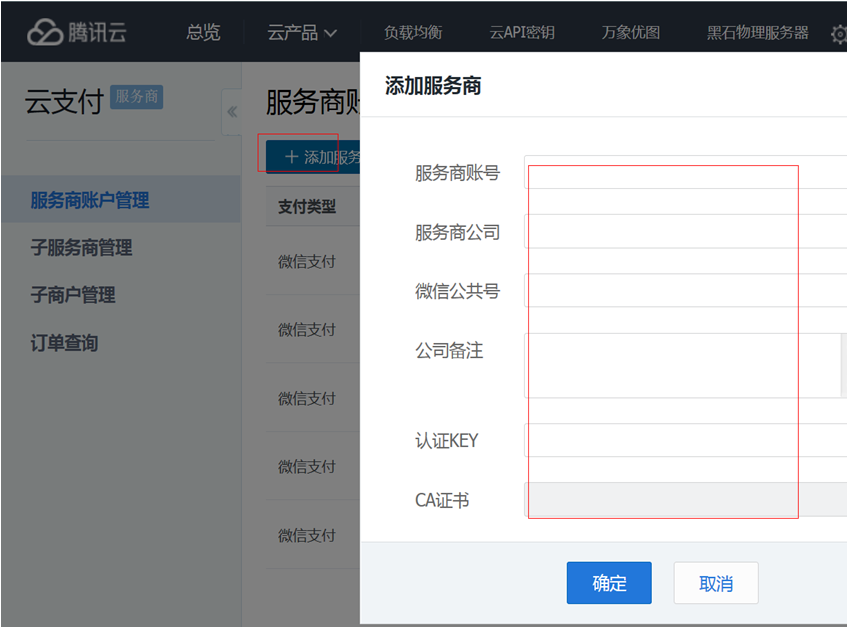 腾讯云 总览 云产品 负载均衡 云API密钥 万象优图 黑石物理服务器
云支付 服务商
服务商账户管理
子服务商管理
子商户管理
订单查询
服务商账
+ 添加服务
支付类型
微信支付
微信支付
微信支付
微信支付
微信支付
添加服务商
服务商账号
服务商公司
微信公共号
公司备注
认证KEY
CA证书
确定 取消